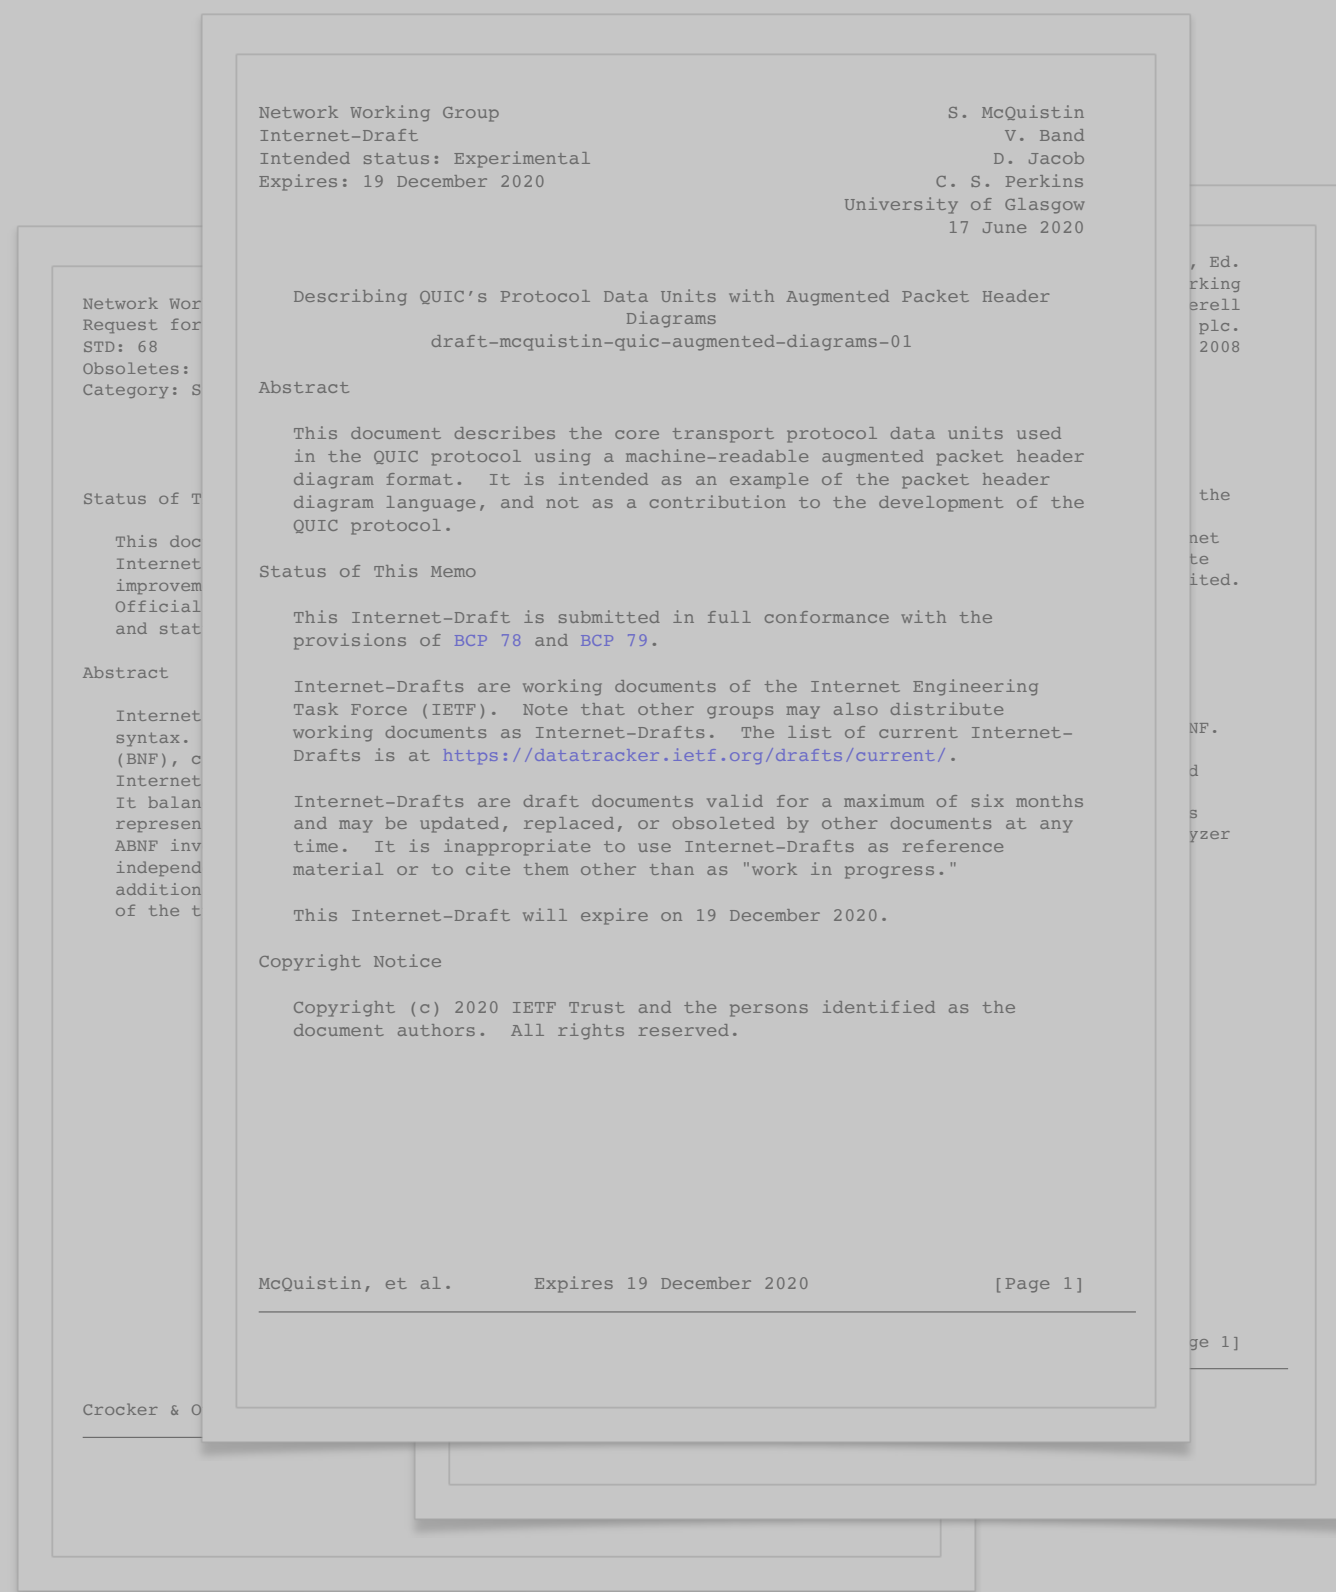 Network Working Group                                       S. McQuistin
Internet-Draft                                                   V. Band
Intended status: Experimental                                   D. Jacob
Expires: 19 December 2020                                  C. S. Perkins
University of Glasgow
17 June 2020
Describing QUIC's Protocol Data Units with Augmented Packet Header
Diagrams
draft-mcquistin-quic-augmented-diagrams-01
Abstract
This document describes the core transport protocol data units used
in the QUIC protocol using a machine-readable augmented packet header
diagram format.  It is intended as an example of the packet header
diagram language, and not as a contribution to the development of the
QUIC protocol.
Status of This Memo
This Internet-Draft is submitted in full conformance with the
provisions of BCP 78 and BCP 79.
Internet-Drafts are working documents of the Internet Engineering
Task Force (IETF).  Note that other groups may also distribute
working documents as Internet-Drafts.  The list of current Internet-
Drafts is at https://datatracker.ietf.org/drafts/current/.
Internet-Drafts are draft documents valid for a maximum of six months
and may be updated, replaced, or obsoleted by other documents at any
time.  It is inappropriate to use Internet-Drafts as reference
material or to cite them other than as "work in progress."
This Internet-Draft will expire on 19 December 2020.
Copyright Notice
Copyright (c) 2020 IETF Trust and the persons identified as the
document authors.  All rights reserved.
McQuistin, et al.       Expires 19 December 2020                [Page 1]
Network Wor
Request for
STD: 68
Obsoletes:
Category: S
Status of T
This doc
Internet
improvem
Official
and stat
Abstract
Internet
syntax.
(BNF), c
Internet
It balan
represen
ABNF inv
independ
addition
of the t
Crocker & O
, Ed.
rking
erell
plc.
2008
the
net
te
ited.
NF.
d
s
yzer
ge 1]